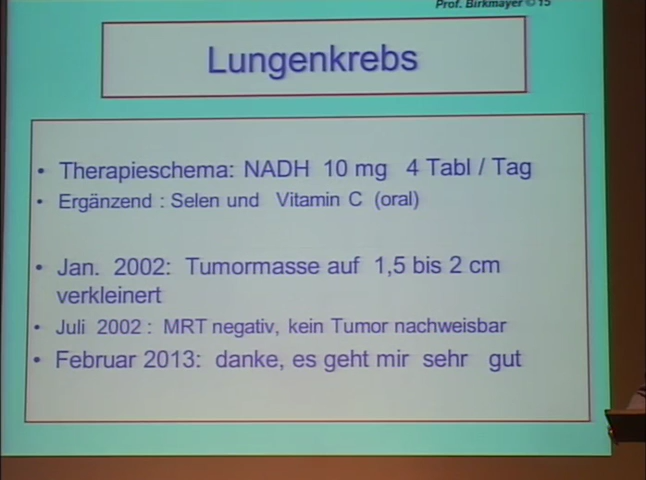 Prof. Birkmayer © 15
Lungenkrebs
• Therapieschema: NADH 10 mg 4 Tabl / Tag
• Ergänzend : Selen und Vitamin C (oral)
• Jan. 2002: Tumormasse auf 1,5 bis 2 cm
verkleinert
• Juli 2002 : MRT negativ, kein Tumor nachweisbar
• Februar 2013: danke, es geht mir sehr gut